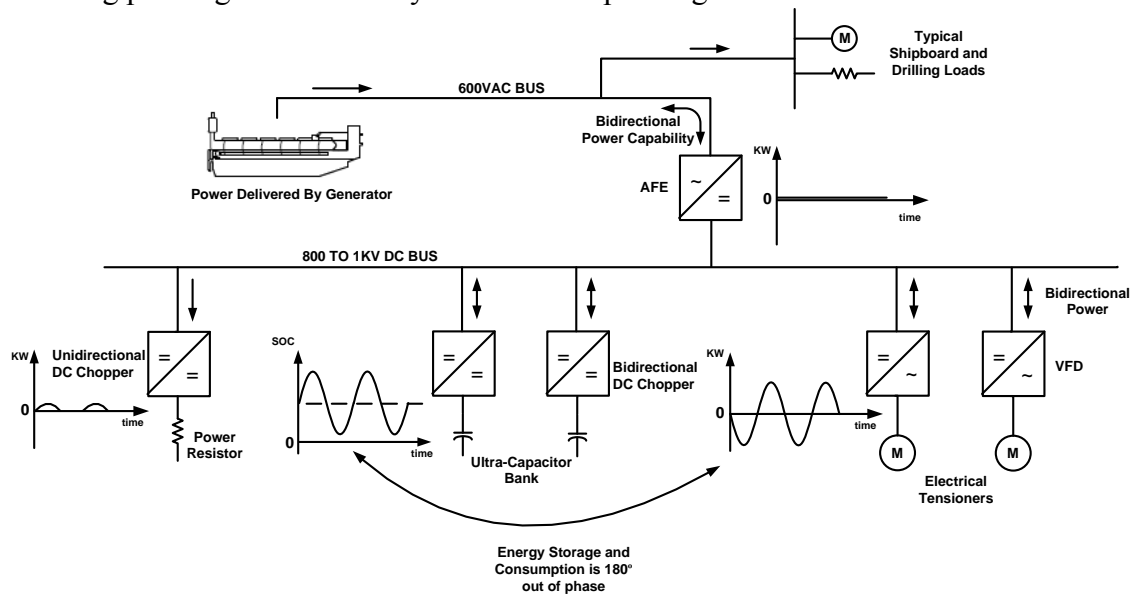 Typical
Shipboard and
Drilling Loads
M
600VAC BUS
Bidirectional
Power Capability
Power Delivered By Generator
AFE
~
=
KW
0
time
800 TO 1KV DC BUS
Unidirectional
DC Chopper
=
=
KW
0
time
Power
Resistor
SOC
0
time
=
=
=
=
Bidirectional
DC Chopper
Ultra-Capacitor
Bank
KW
0
time
=
~
=
~
Bidirectional
Power
VFD
M
M
Electrical
Tensioners
Energy Storage and
Consumption is 180°
out of phase